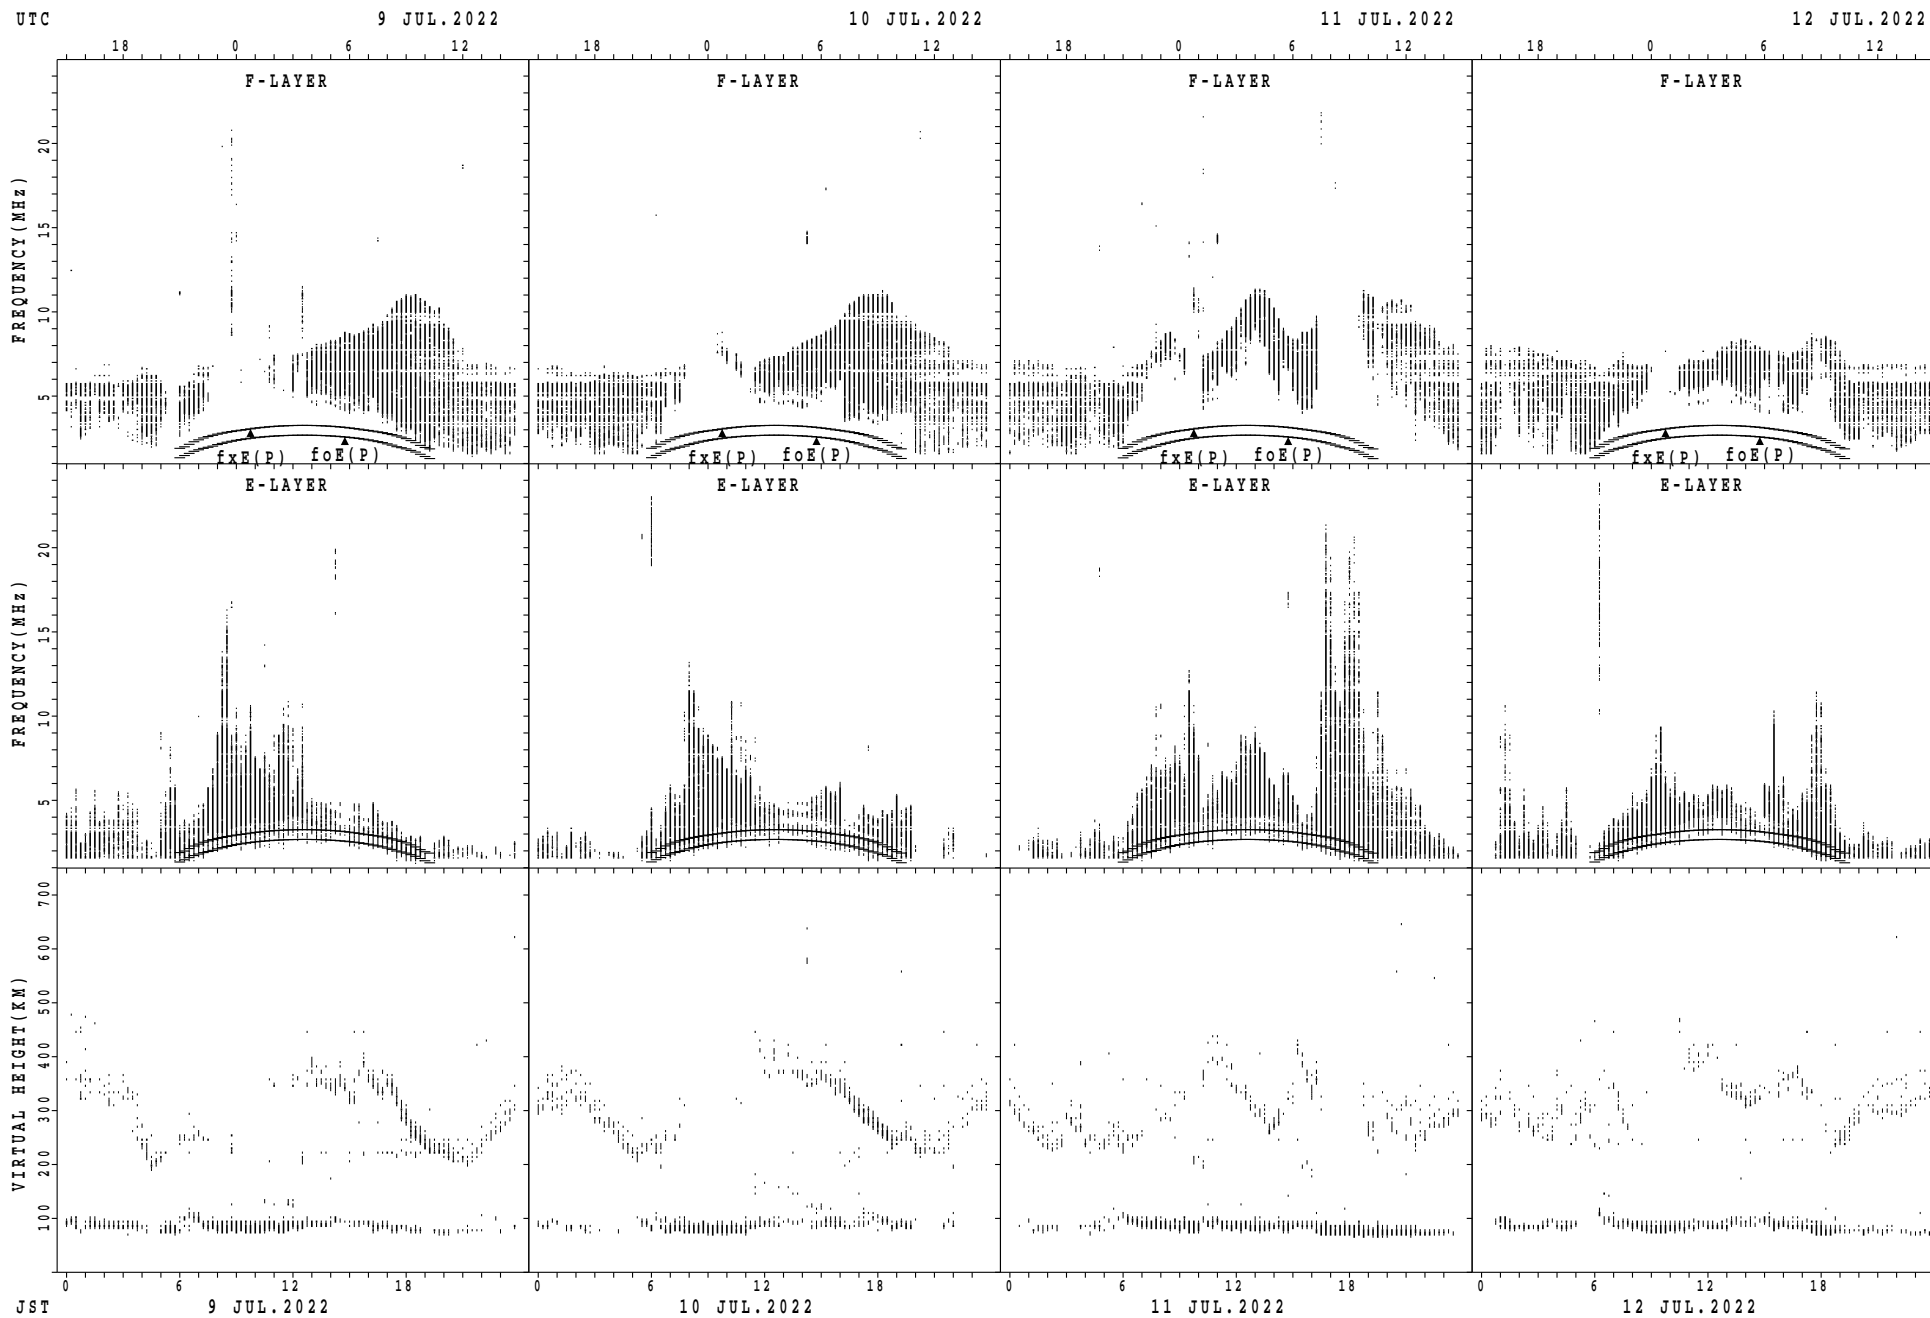 UTC 9 JUL.2022 10 JUL.2022 11 JUL.2022 12 JUL.2022
18 0 6 12 18 0 6 12 18 0 6 12 18 0 6 12
F-LAYER F-LAYER F-LAYER F-LAYER
FREQUENCY(MHz)
20
15
10
5
fxE(P) foE(P) fxE(P) foE(P) fxE(P) foE(P) fxE(P) foE(P)
E-LAYER E-LAYER E-LAYER E-LAYER
FREQUENCY(MHz)
20
15
10
5
VIRTUAL HEIGHT(KM)
700
600
500
400
300
200
100
0 6 12 18 0 6 12 18 0 6 12 18 0 6 12 18
JST 9 JUL.2022 10 JUL.2022 11 JUL.2022 12 JUL.2022